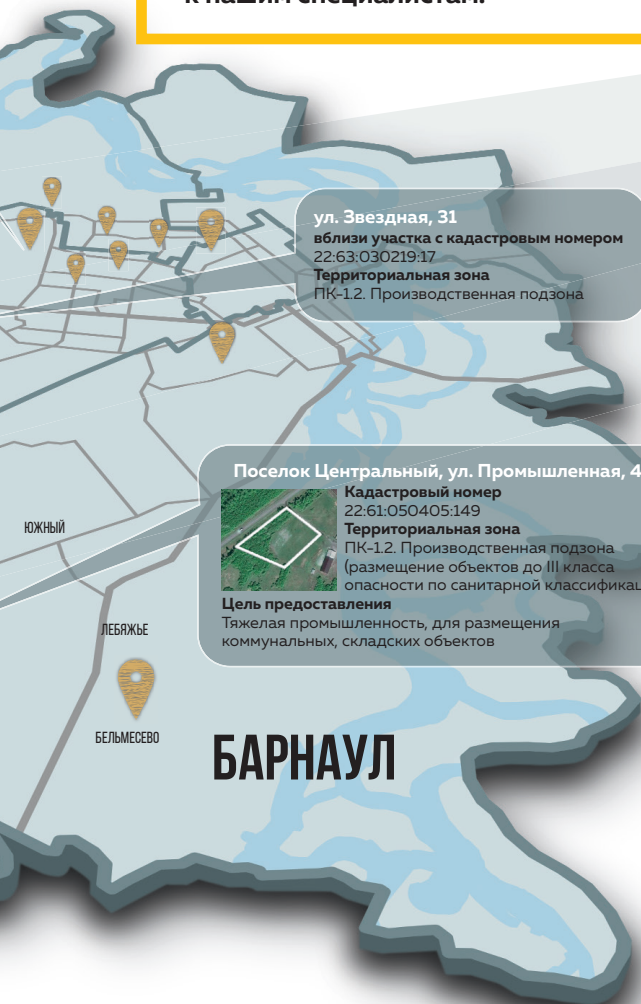 к нашим специалистам.
ул. Звездная, 31
вблизи участка с кадастровым номером
22:63:030219:17
Территориальная зона
ПК-1.2. Производственная подзона
Поселок Центральный, ул. Промышленная, 4
Кадастровый номер
22:61:050405:149
Территориальная зона
ПК-1.2. Производственная подзона
(размещение объектов до III класса
опасности по санитарной классификац
Цель предоставления
Тяжелая промышленность, для размещения
коммунальных, складских объектов
ЮЖНЫЙ
ЛЕБЯЖЬЕ
БЕЛЬМЕСЕВО
БАРНАУЛ